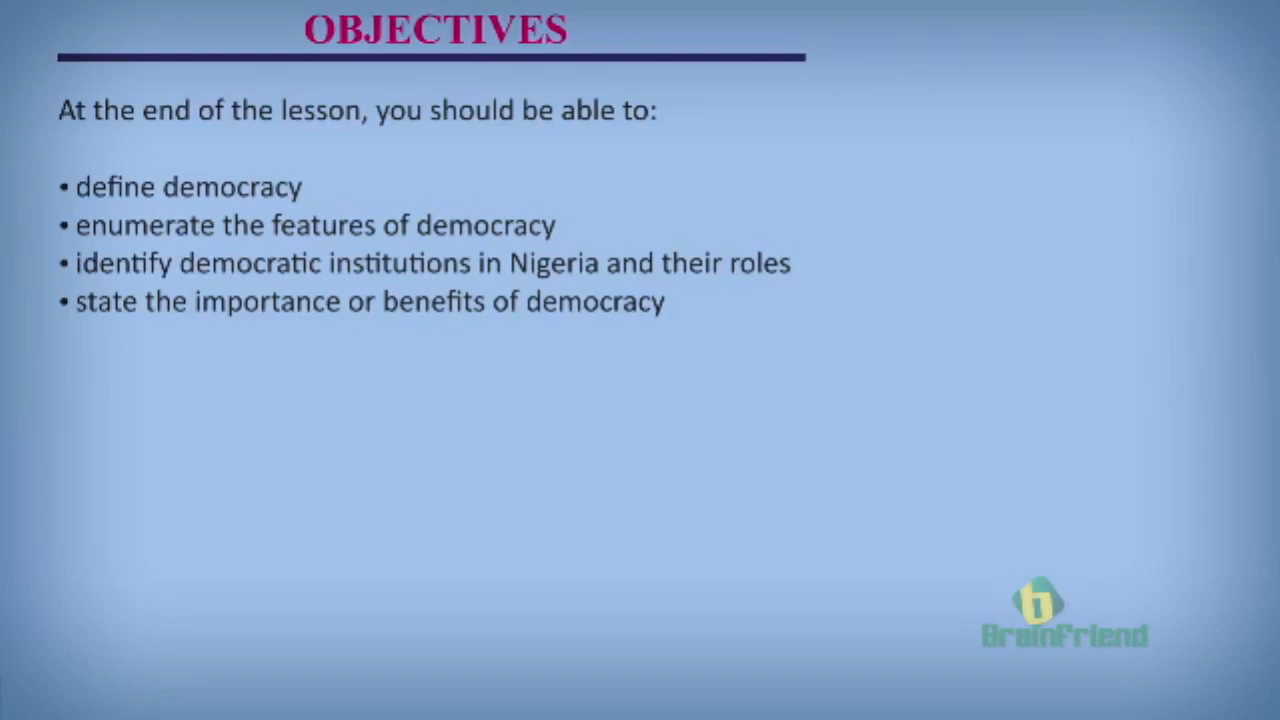 OBJECTIVES
At the end of the lesson, you should be able to:
• define democracy
• enumerate the features of democracy
• identify democratic institutions in Nigeria and their roles
• state the importance or benefits of democracy
b
BrainFriend